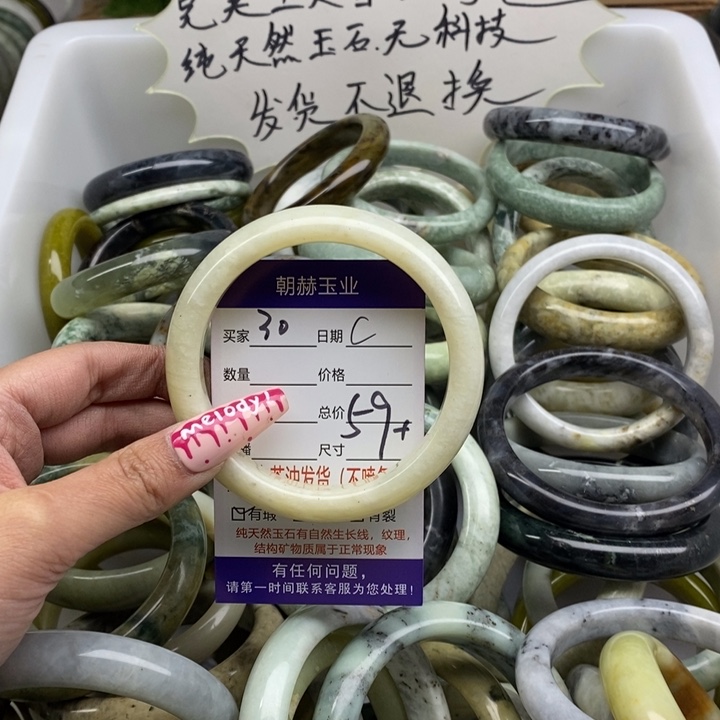 纯天然玉石.无科技
发货不退换
朝赫玉业
买家 30 日期 C
数量 价格
总价 59+
尺寸
melody
有瑕 有裂
纯天然玉石有自然生长线，纹理，
结构矿物质属于正常现象
有任何问题，
请第一时间联系客服为您处理！